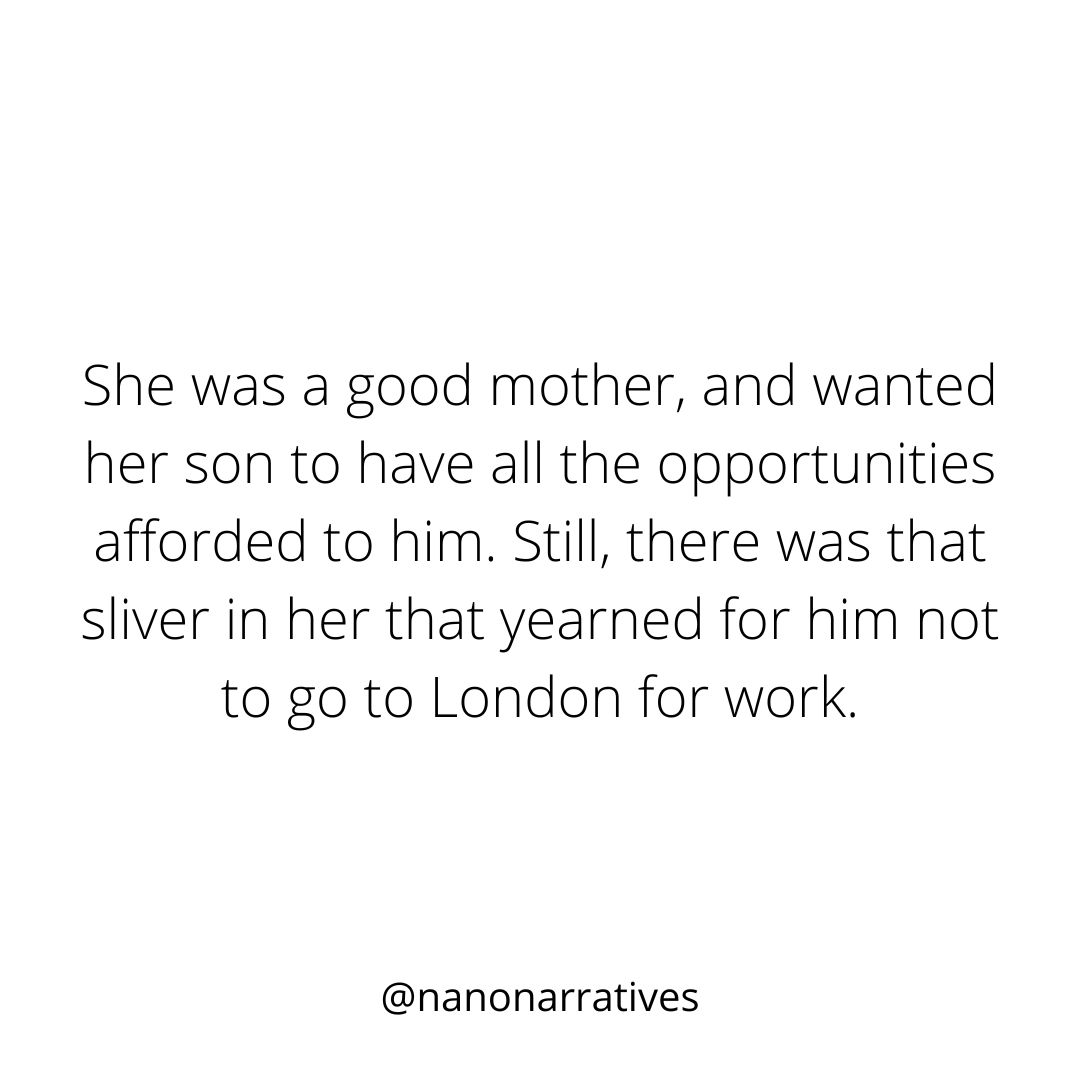 She was a good mother, and wanted
her son to have all the opportunities
afforded to him. Still, there was that
sliver in her that yearned for him not
to go to London for work.
@nanonarratives